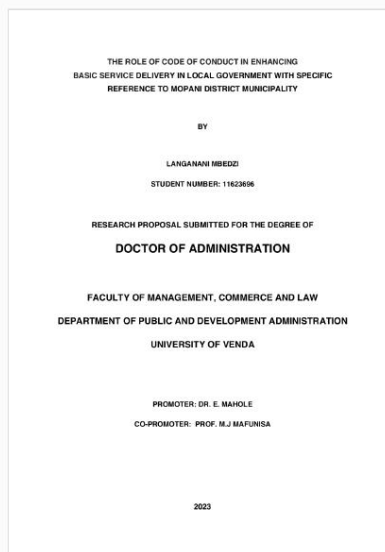 THE ROLE OF CODE OF CONDUCT IN ENHANCING
BASIC SERVICE DELIVERY IN LOCAL GOVERNMENT WITH SPECIFIC
REFERENCE TO MOPANI DISTRICT MUNICIPALITY
BY
LANGANANI MBEDZI
STUDENT NUMBER: 11623696
RESEARCH PROPOSAL SUBMITTED FOR THE DEGREE OF
DOCTOR OF ADMINISTRATION
FACULTY OF MANAGEMENT, COMMERCE AND LAW
DEPARTMENT OF PUBLIC AND DEVELOPMENT ADMINISTRATION
UNIVERSITY OF VENDA
PROMOTER: DR. E. MAHOLE
CO-PROMOTER: PROF. M.J MAFUNISA
2023